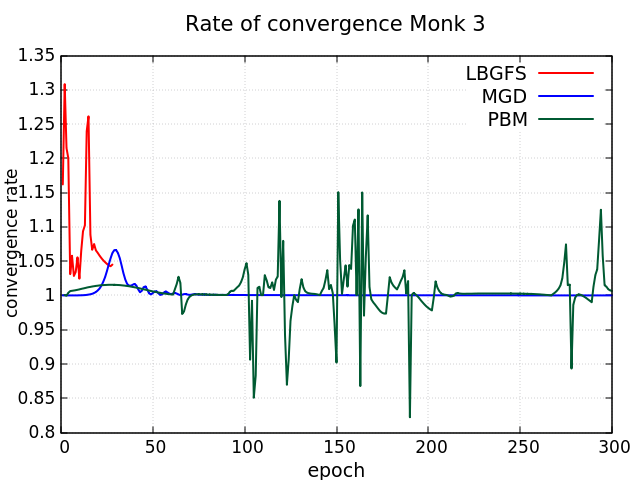 Rate of convergence Monk 3
LBGFS
MGD
PBM
1.35
1.3
1.25
1.2
1.15
1.1
1.05
1
0.95
0.9
0.85
0.8
convergence rate
0 50 100 150 200 250 300
epoch